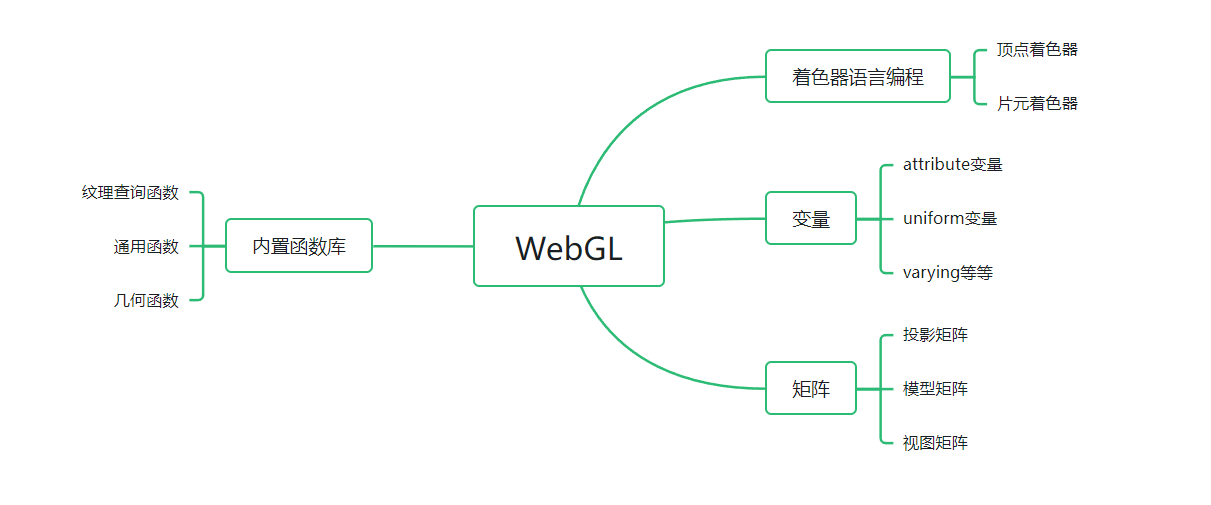 WebGL
着色器语言编程
顶点着色器
片元着色器
变量
attribute变量
uniform变量
varying等等
矩阵
投影矩阵
模型矩阵
视图矩阵
内置函数库
纹理查询函数
通用函数
几何函数